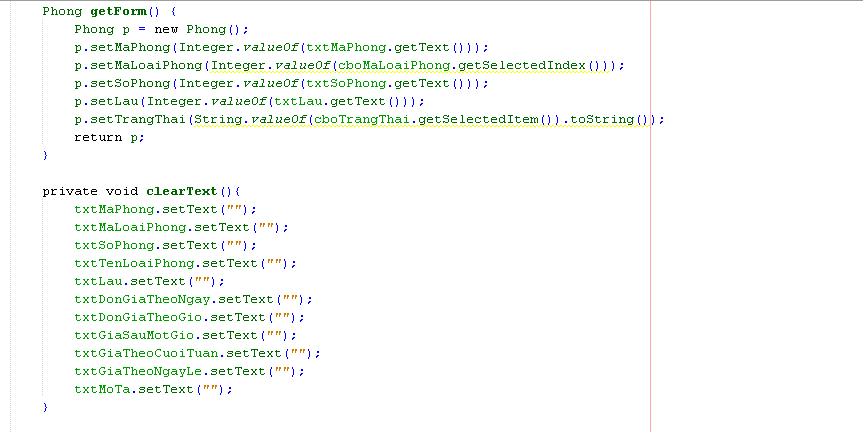 Phong getForm() {
Phong p = new Phong();
p.setMaPhong(Integer.valueOf(txtMaPhong.getText()));
p.setMaLoaiPhong(Integer.valueOf(cboMaLoaiPhong.getSelectedIndex()));
p.setSoPhong(Integer.valueOf(txtSoPhong.getText()));
p.setLau(Integer.valueOf(txtLau.getText()));
p.setTrangThai(String.valueOf(cboTrangThai.getSelectedItem()).toString());
return p;
}
private void clearText(){
txtMaPhong.setText("");
txtMaLoaiPhong.setText("");
txtSoPhong.setText("");
txtTenLoaiPhong.setText("");
txtLau.setText("");
txtDonGiaTheoNgay.setText("");
txtDonGiaTheoGio.setText("");
txtGiaSauMotGio.setText("");
txtGiaTheoCuoiTuan.setText("");
txtGiaTheoNgayLe.setText("");
txtMoTa.setText("");
}